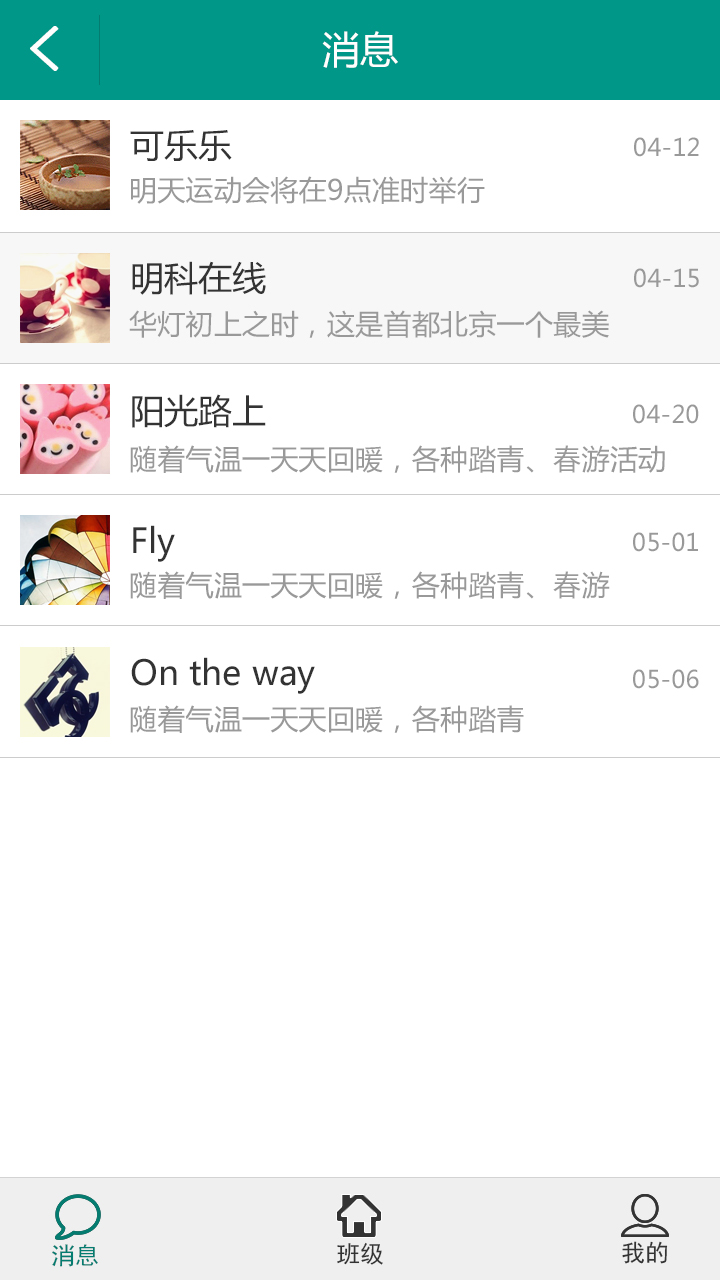 消息
可乐乐
04-12
明天运动会将在9点准时举行
明科在线
04-15
华灯初上之时，这是首都北京一个最美
阳光路上
04-20
随着气温一天天回暖，各种踏青、春游活动
Fly
05-01
随着气温一天天回暖，各种踏青、春游
On the way
05-06
随着气温一天天回暖，各种踏青
消息
班级
我的